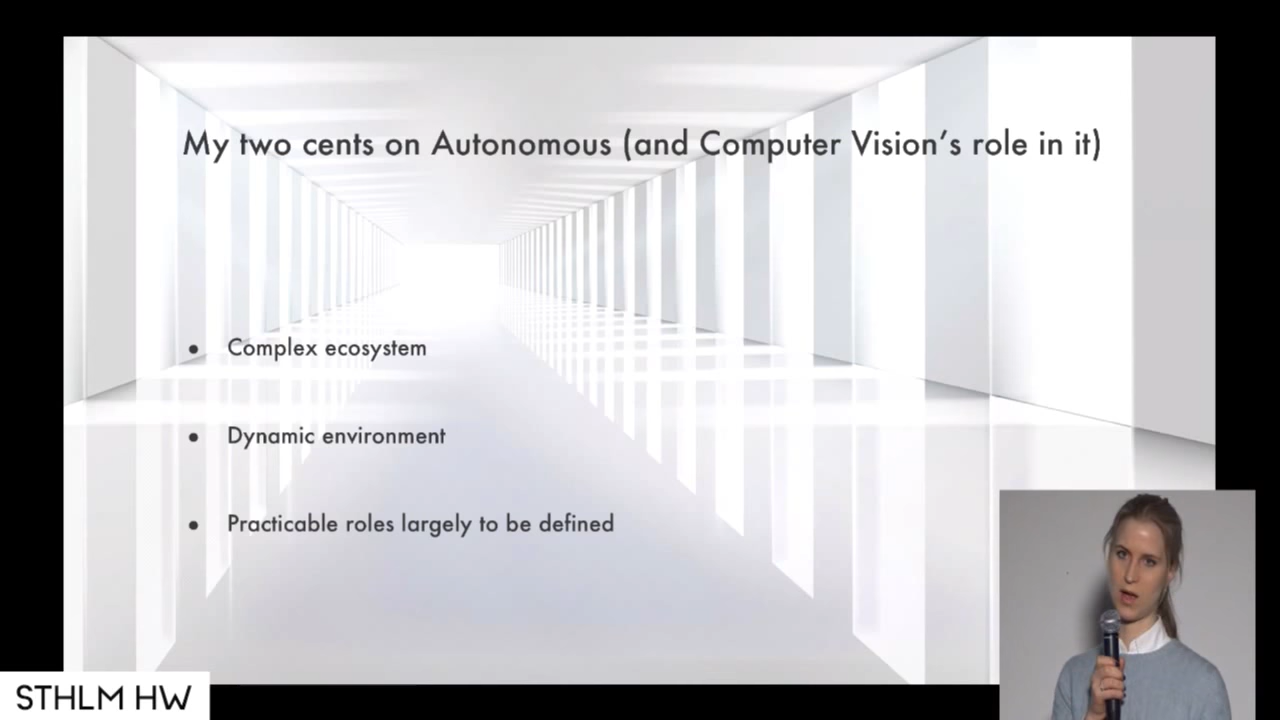 My two cents on Autonomous (and Computer Vision’s role in it)
• Complex ecosystem
• Dynamic environment
• Practicable roles largely to be defined
STHLM HW